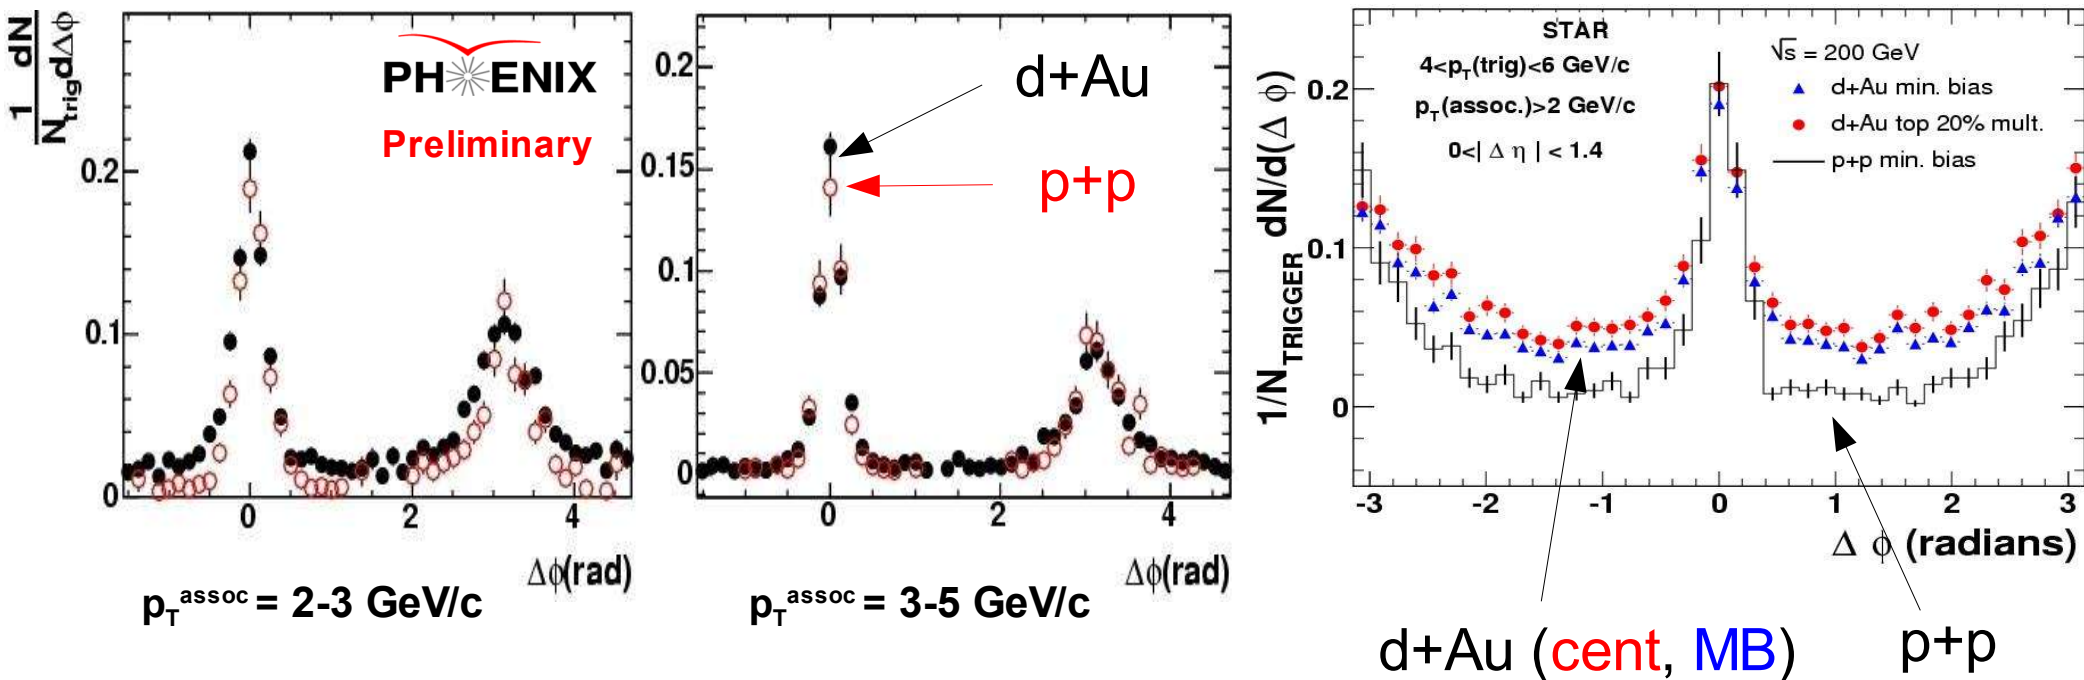 1 dN
N_trig dΔφ
PH ENIX
Preliminary
0.2
0.1
0
0 2 4
Δφ(rad)
p_T^assoc = 2-3 GeV/c
d+Au
p+p
0.2
0.15
0.1
0.05
0
0 2 4
Δφ(rad)
p_T^assoc = 3-5 GeV/c
1/N_TRIGGER dN/d(Δ φ)
STAR
4<p_T(trig)<6 GeV/c
p_T(assoc.)>2 GeV/c
0<| Δ η | < 1.4
√s = 200 GeV
d+Au min. bias
d+Au top 20% mult.
p+p min. bias
0.2
0.1
0
-3 -2 -1 0 1 2 3
Δ φ (radians)
d+Au (cent, MB)
p+p